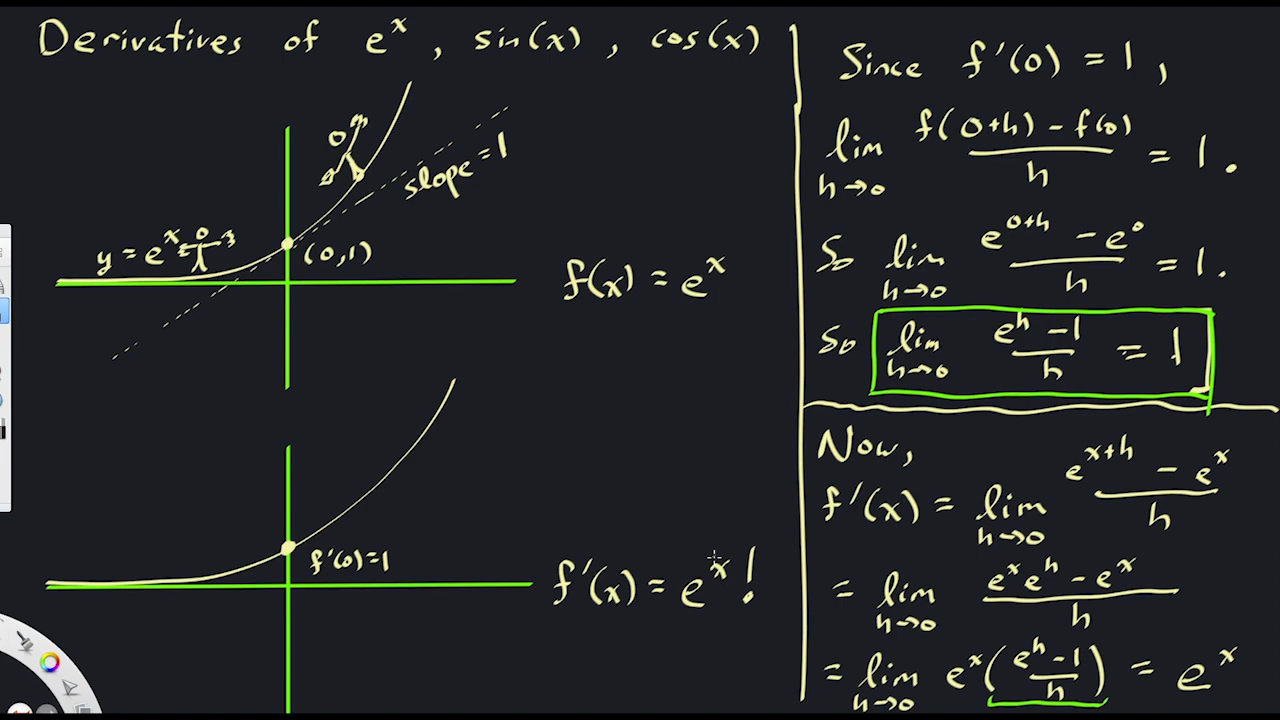 Derivatives of e^x, sin(x), cos(x)
slope=1
y=e^x
(0,1)
f(x) = e^x
f'(0)=1
f'(x) = e^x!
Since f'(0) = 1,
lim h→0 (f(0+h) - f(0))/h = 1.
So lim h→0 (e^(0+h) - e^0)/h = 1.
So lim h→0 (e^h - 1)/h = 1
Now,
f'(x) = lim h→0 (e^(x+h) - e^x)/h
= lim h→0 (e^x e^h - e^x)/h
= lim h→0 e^x ((e^h - 1)/h) = e^x